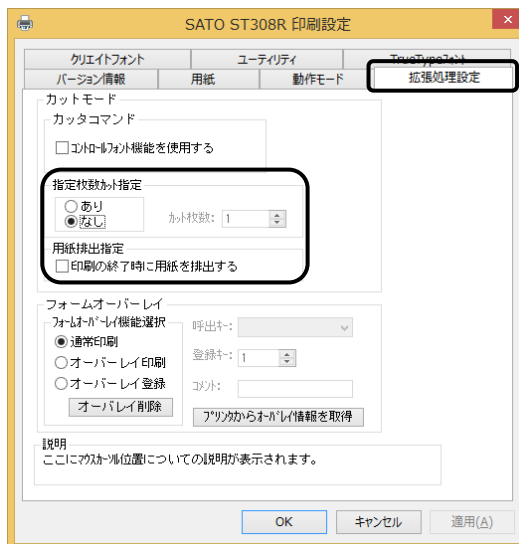 SATO ST308R 印刷設定
クリエイトフォント ユーティリティ TrueTypeフォント
バージョン情報 用紙 動作モード 拡張処理設定
カットモード
カッタコマンド
コントロールフォント機能を使用する
指定枚数カット指定
あり
なし
カット枚数: 1
用紙排出指定
印刷の終了時に用紙を排出する
フォームオーバーレイ
フォームオーバーレイ機能選択
通常印刷
オーバーレイ印刷
オーバーレイ登録
オーバレイ削除
呼出キー:
登録キー: 1
コメント:
プリンタからオーバレイ情報を取得
説明
ここにマウスカーソル位置についての説明が表示されます。
OK キャンセル 適用(A)